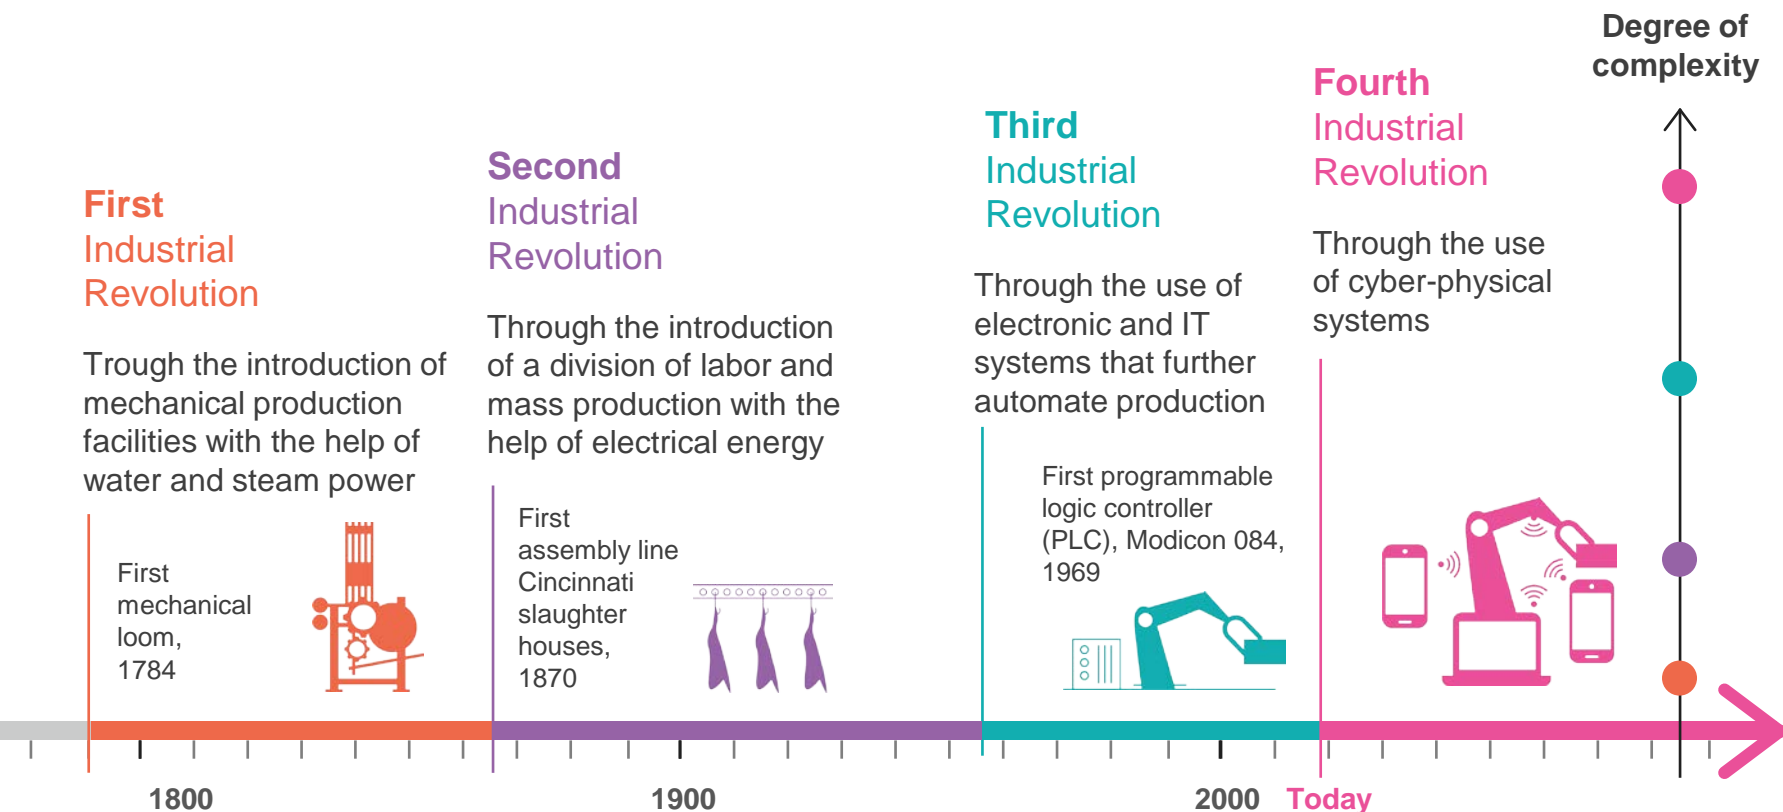 Degree of
complexity
First
Industrial
Revolution
Trough the introduction of
mechanical production
facilities with the help of
water and steam power
First
mechanical
loom,
1784
Second
Industrial
Revolution
Through the introduction
of a division of labor and
mass production with the
help of electrical energy
First
assembly line
Cincinnati
slaughter
houses,
1870
Third
Industrial
Revolution
Through the use of
electronic and IT
systems that further
automate production
First programmable
logic controller
(PLC), Modicon 084,
1969
Fourth
Industrial
Revolution
Through the use
of cyber-physical
systems
1800
1900
2000
Today